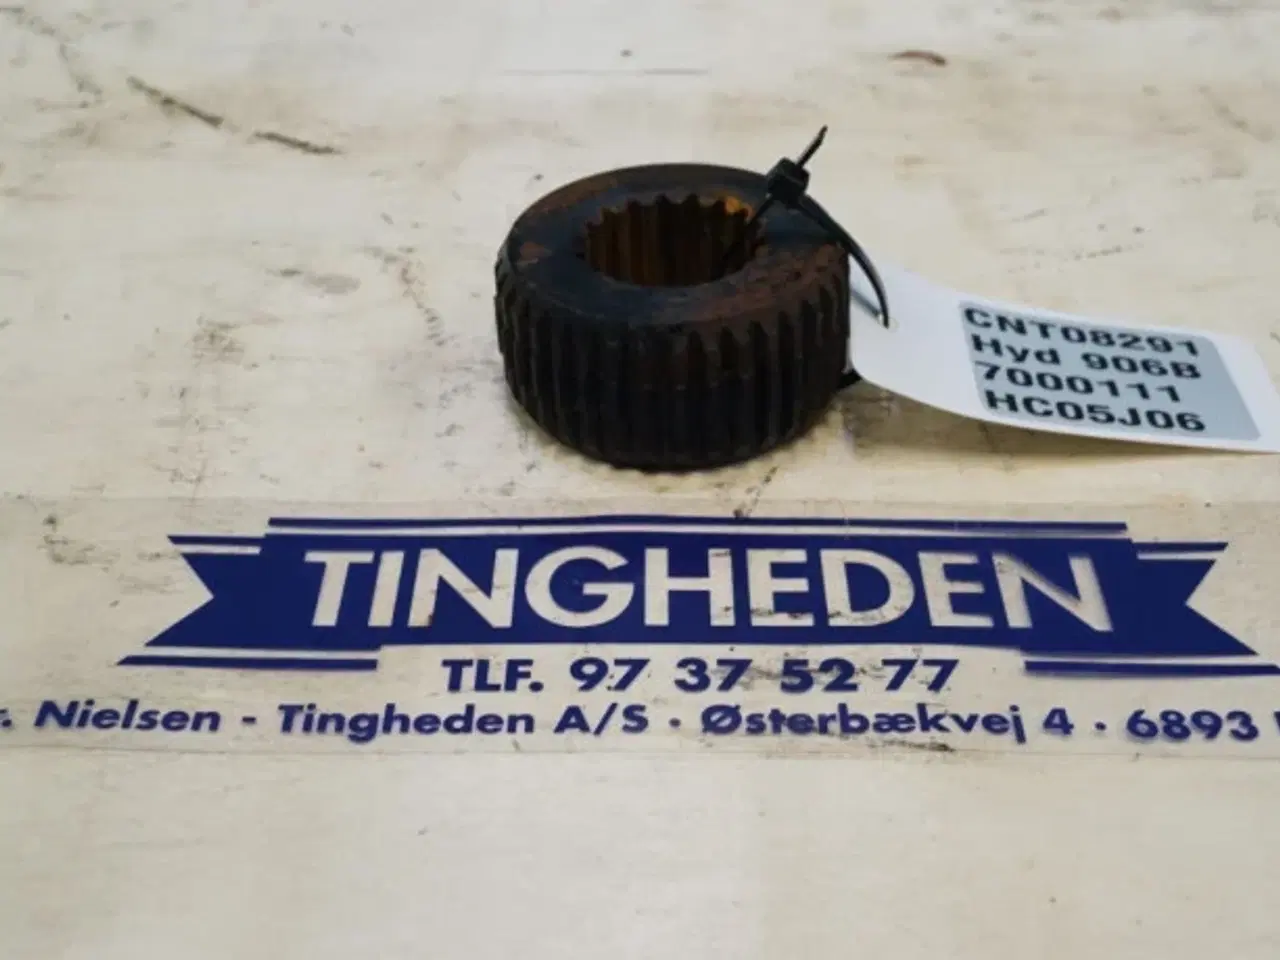 CNT08291
Hyd 906B
7000111
HC05J06
TINGHEDEN
TLF. 97 37 52 77
. Nielsen - Tingheden A/S · Østerbækvej 4 · 6893